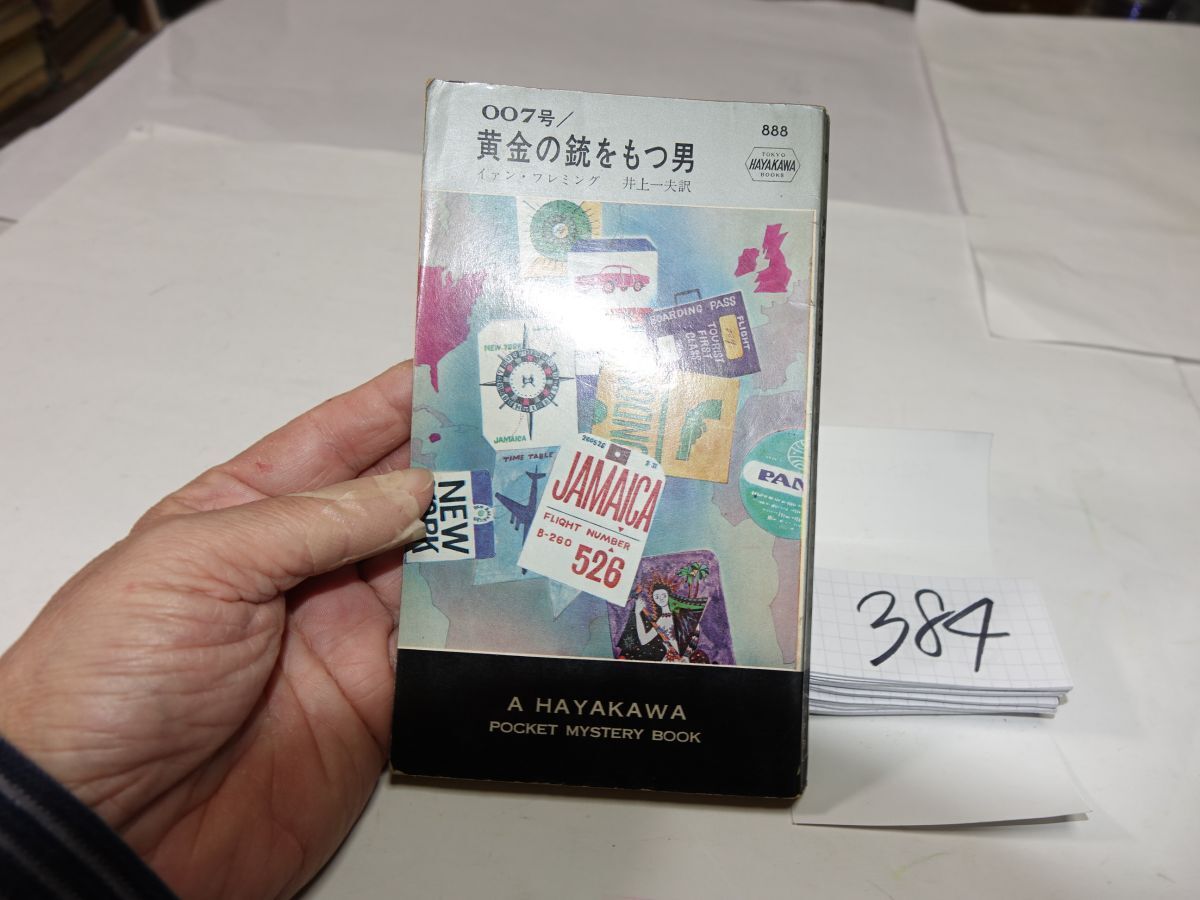 007号/
黄金の銃をもつ男
イアン・フレミング 井上一夫訳
888
TOKYO
HAYAKAWA
BOOKS
BOARDING PASS
FLIGHT
TOURIST
FIRST
CLASS
NEW-YORK
JAMAICA
TIME TABLE
JAMAICA
FLIGHT NUMBER
B-260
526
NEW
YORK
PAN
A HAYAKAWA
POCKET MYSTERY BOOK
384